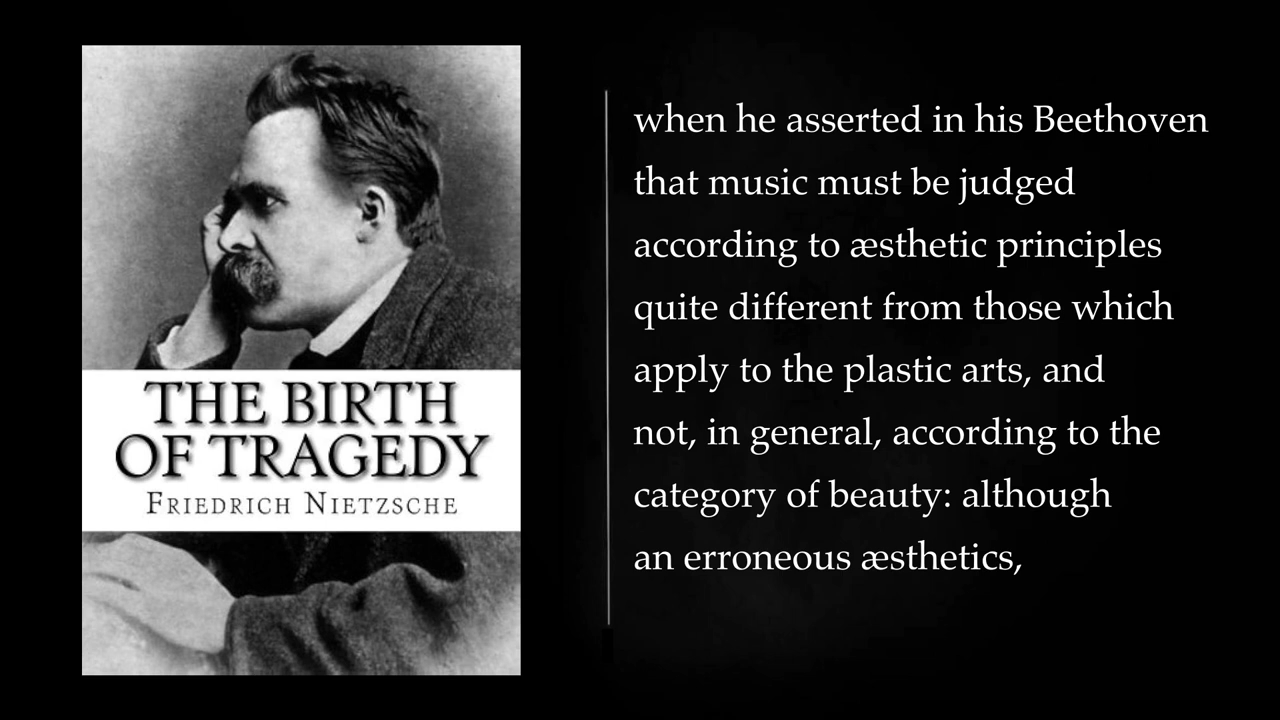 THE BIRTH
OF TRAGEDY
FRIEDRICH NIETZSCHE
when he asserted in his Beethoven
that music must be judged
according to æsthetic principles
quite different from those which
apply to the plastic arts, and
not, in general, according to the
category of beauty: although
an erroneous æsthetics,